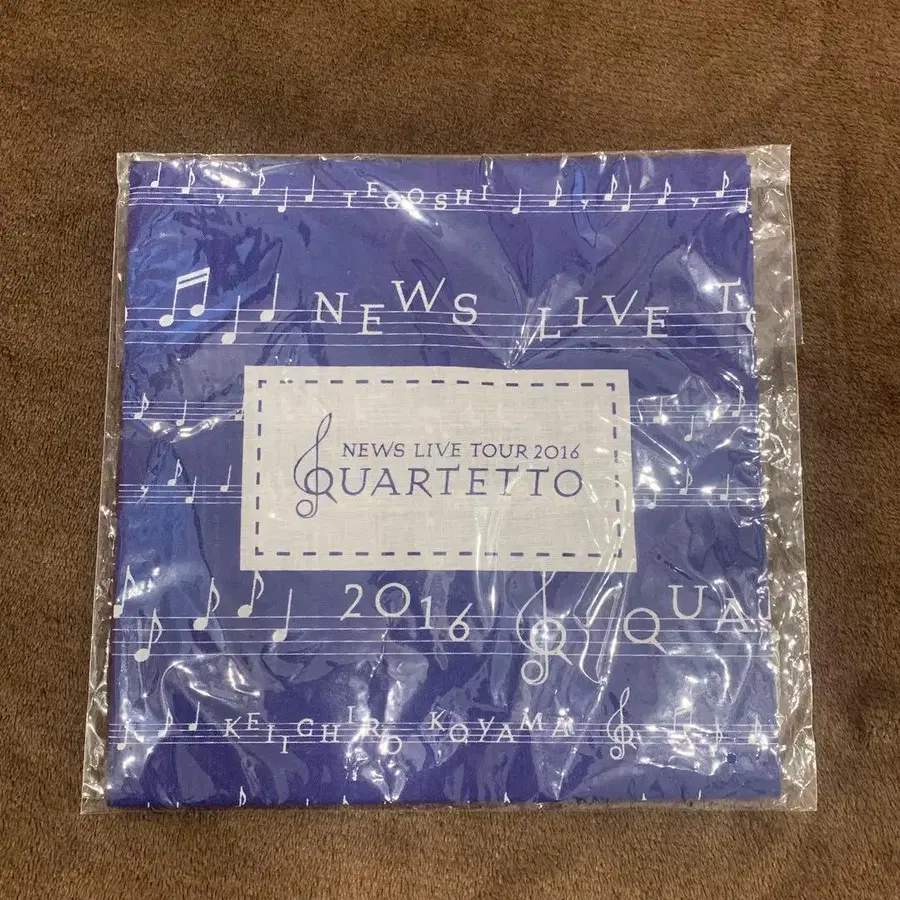 TEGOSHI
NEWS LIVE TO
NEWS LIVE TOUR 2016
QUARTETTO
2016 QUA
KEIICHIRO KOYAMA